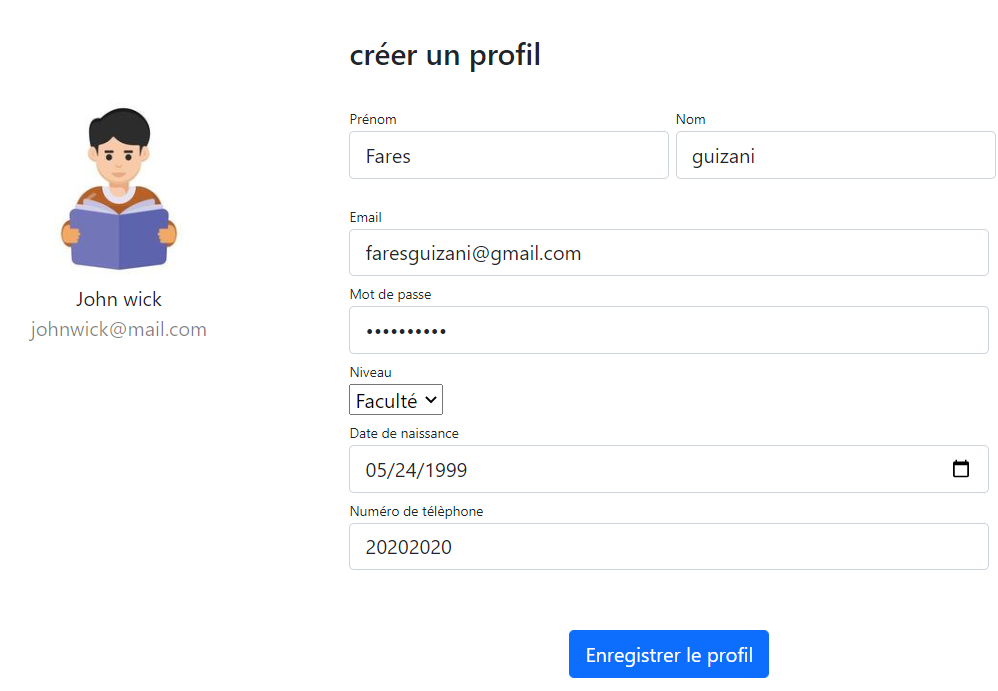 créer un profil
Prénom Nom
Fares guizani
Email
faresguizani@gmail.com
Mot de passe
••••••••••
Niveau
Faculté
Date de naissance
05/24/1999
Numéro de télèphone
20202020
Enregistrer le profil
John wick
johnwick@mail.com